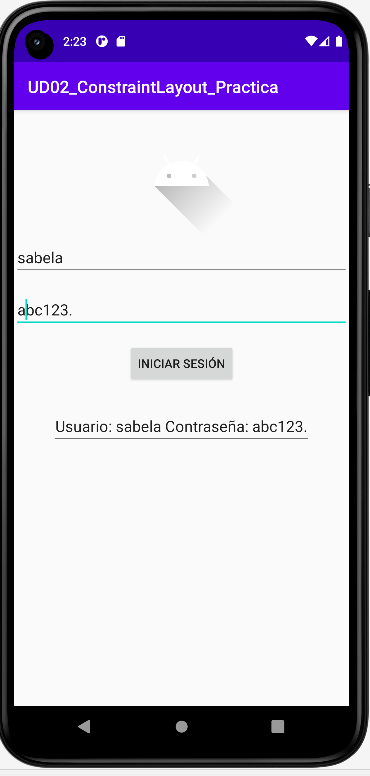 2:23
UD02_ConstraintLayout_Practica
sabela
abc123.
INICIAR SESIÓN
Usuario: sabela Contraseña: abc123.